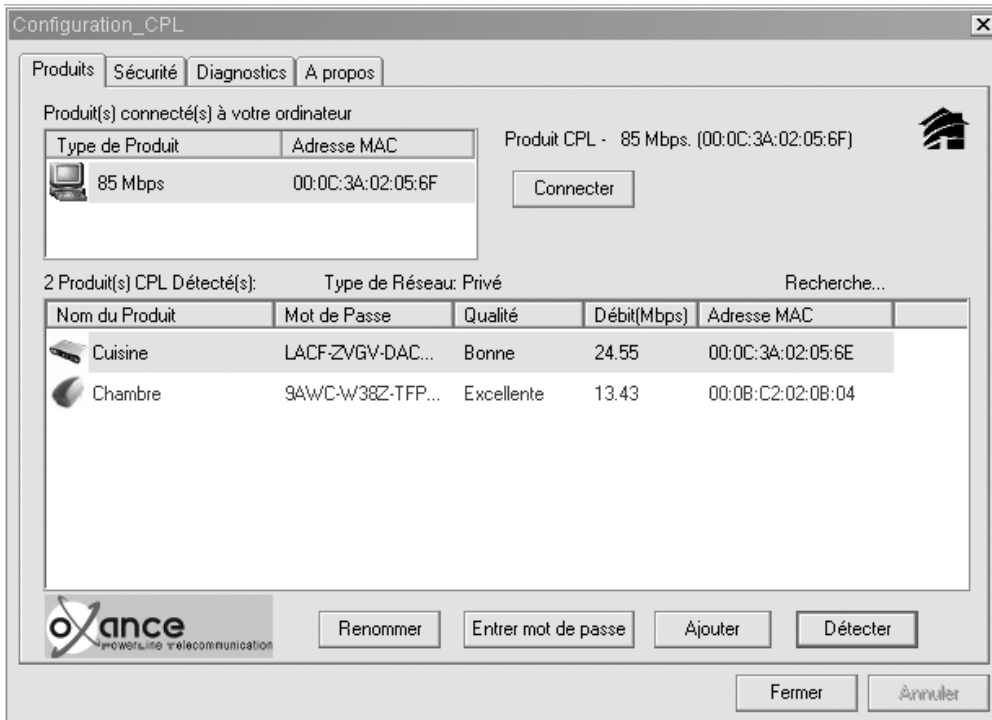 Configuration_CPL
Produits Sécurité Diagnostics A propos
Produit(s) connecté(s) à votre ordinateur
Type de Produit Adresse MAC
85 Mbps 00:0C:3A:02:05:6F
Produit CPL - 85 Mbps. (00:0C:3A:02:05:6F)
Connecter
2 Produit(s) CPL Détecté(s): Type de Réseau: Privé Recherche...
Nom du Produit Mot de Passe Qualité Débit(Mbps) Adresse MAC
Cuisine LACF-ZVGV-DAC... Bonne 24.55 00:0C:3A:02:05:6E
Chambre 9AWC-W38Z-TFP... Excellente 13.43 00:0B:C2:02:0B:04
oxance
PowerLine Telecommunication
Renommer Entrer mot de passe Ajouter Détecter
Fermer Annuler